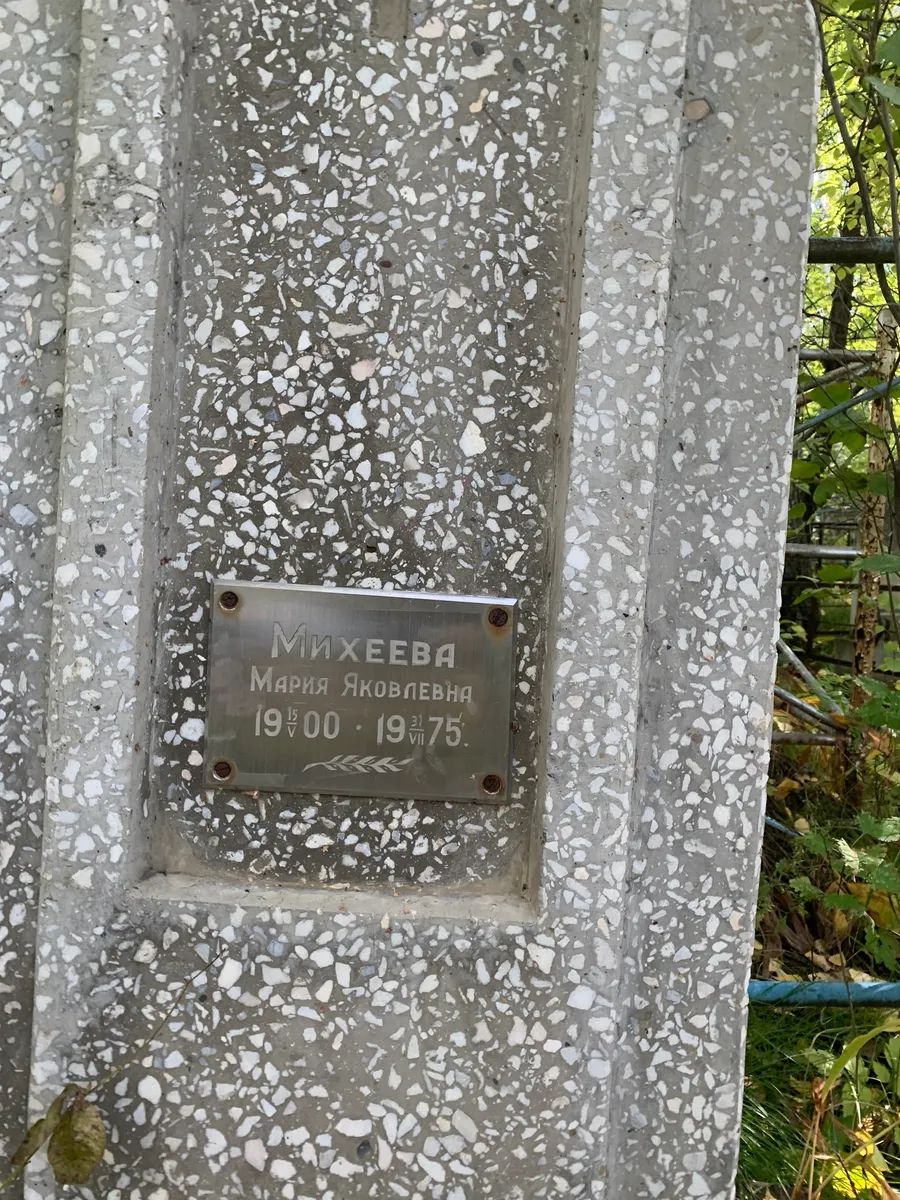 Михеева
Мария Яковлевна
19 15/V 00 · 19 31/VII 75.